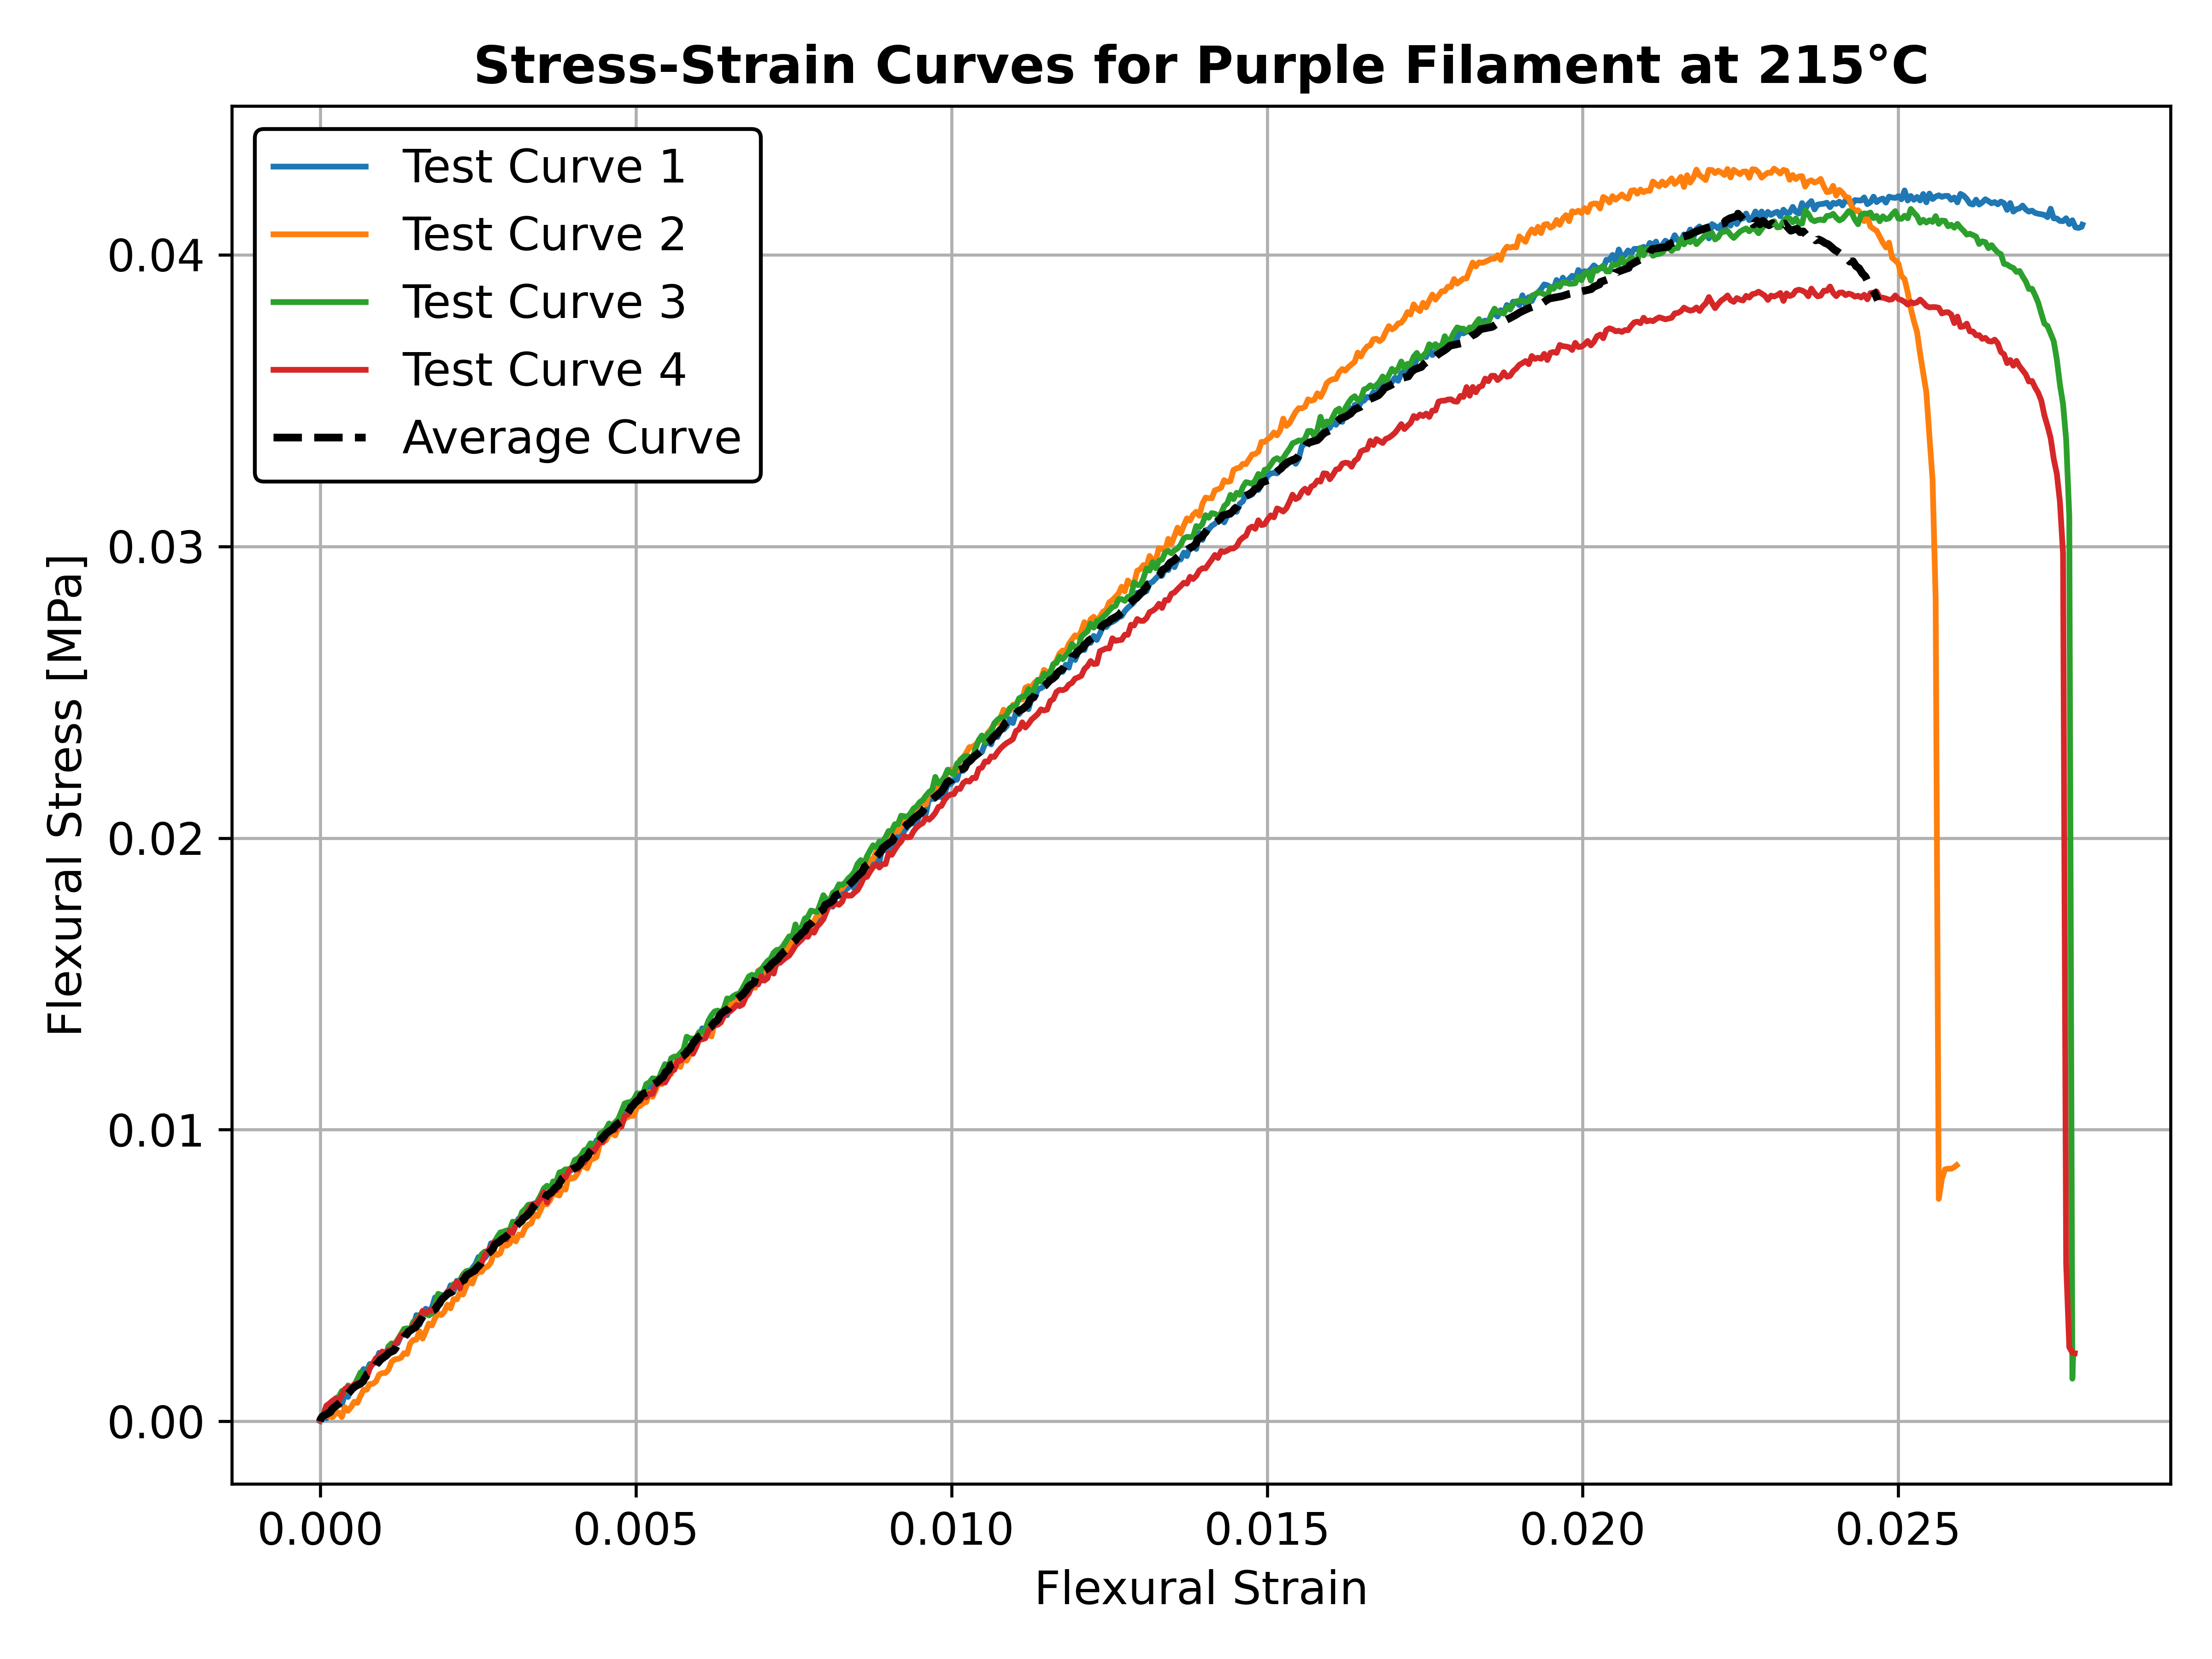 Stress-Strain Curves for Purple Filament at 215°C
Test Curve 1
Test Curve 2
Test Curve 3
Test Curve 4
Average Curve
Flexural Stress [MPa]
0.04
0.03
0.02
0.01
0.00
0.000 0.005 0.010 0.015 0.020 0.025
Flexural Strain